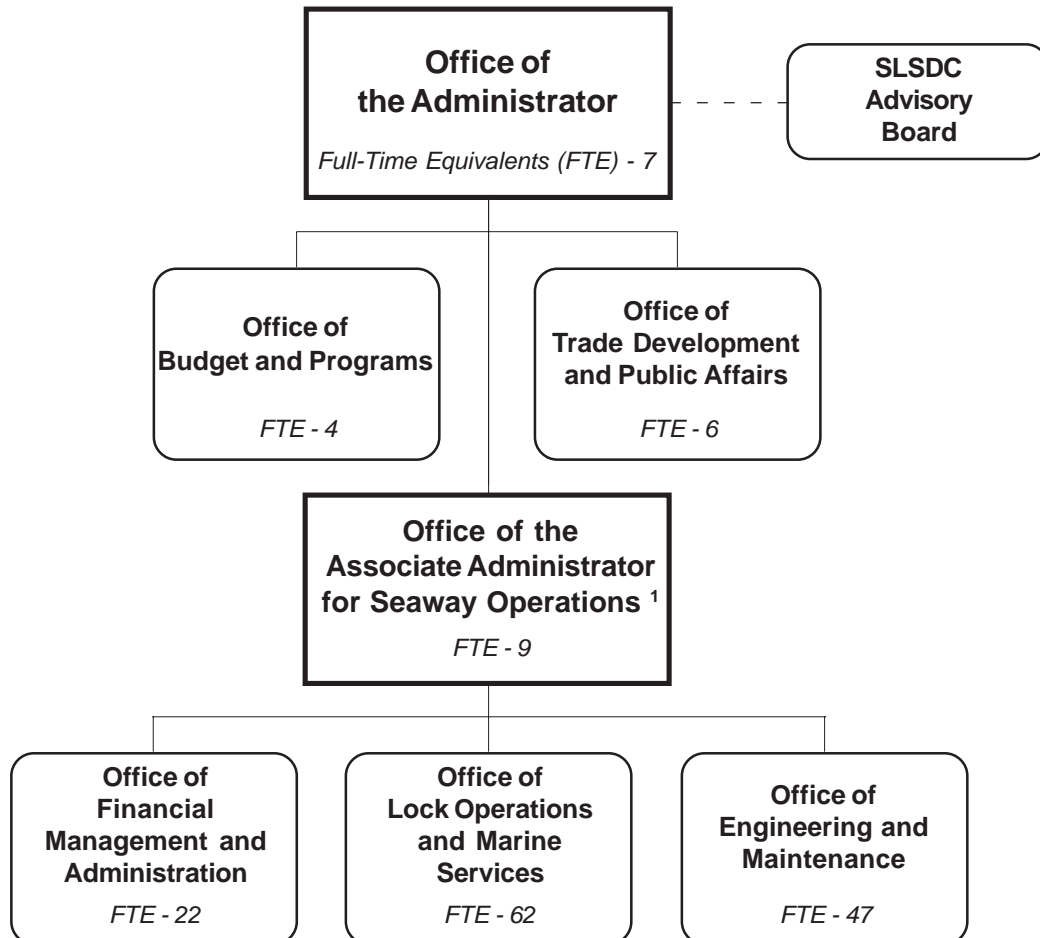 Office of
the Administrator
Full-Time Equivalents (FTE) - 7
SLSDC
Advisory
Board
Office of
Budget and Programs
FTE - 4
Office of
Trade Development
and Public Affairs
FTE - 6
Office of the
Associate Administrator
for Seaway Operations ¹
FTE - 9
Office of
Financial
Management and
Administration
FTE - 22
Office of
Lock Operations
and Marine
Services
FTE - 62
Office of
Engineering and
Maintenance
FTE - 47